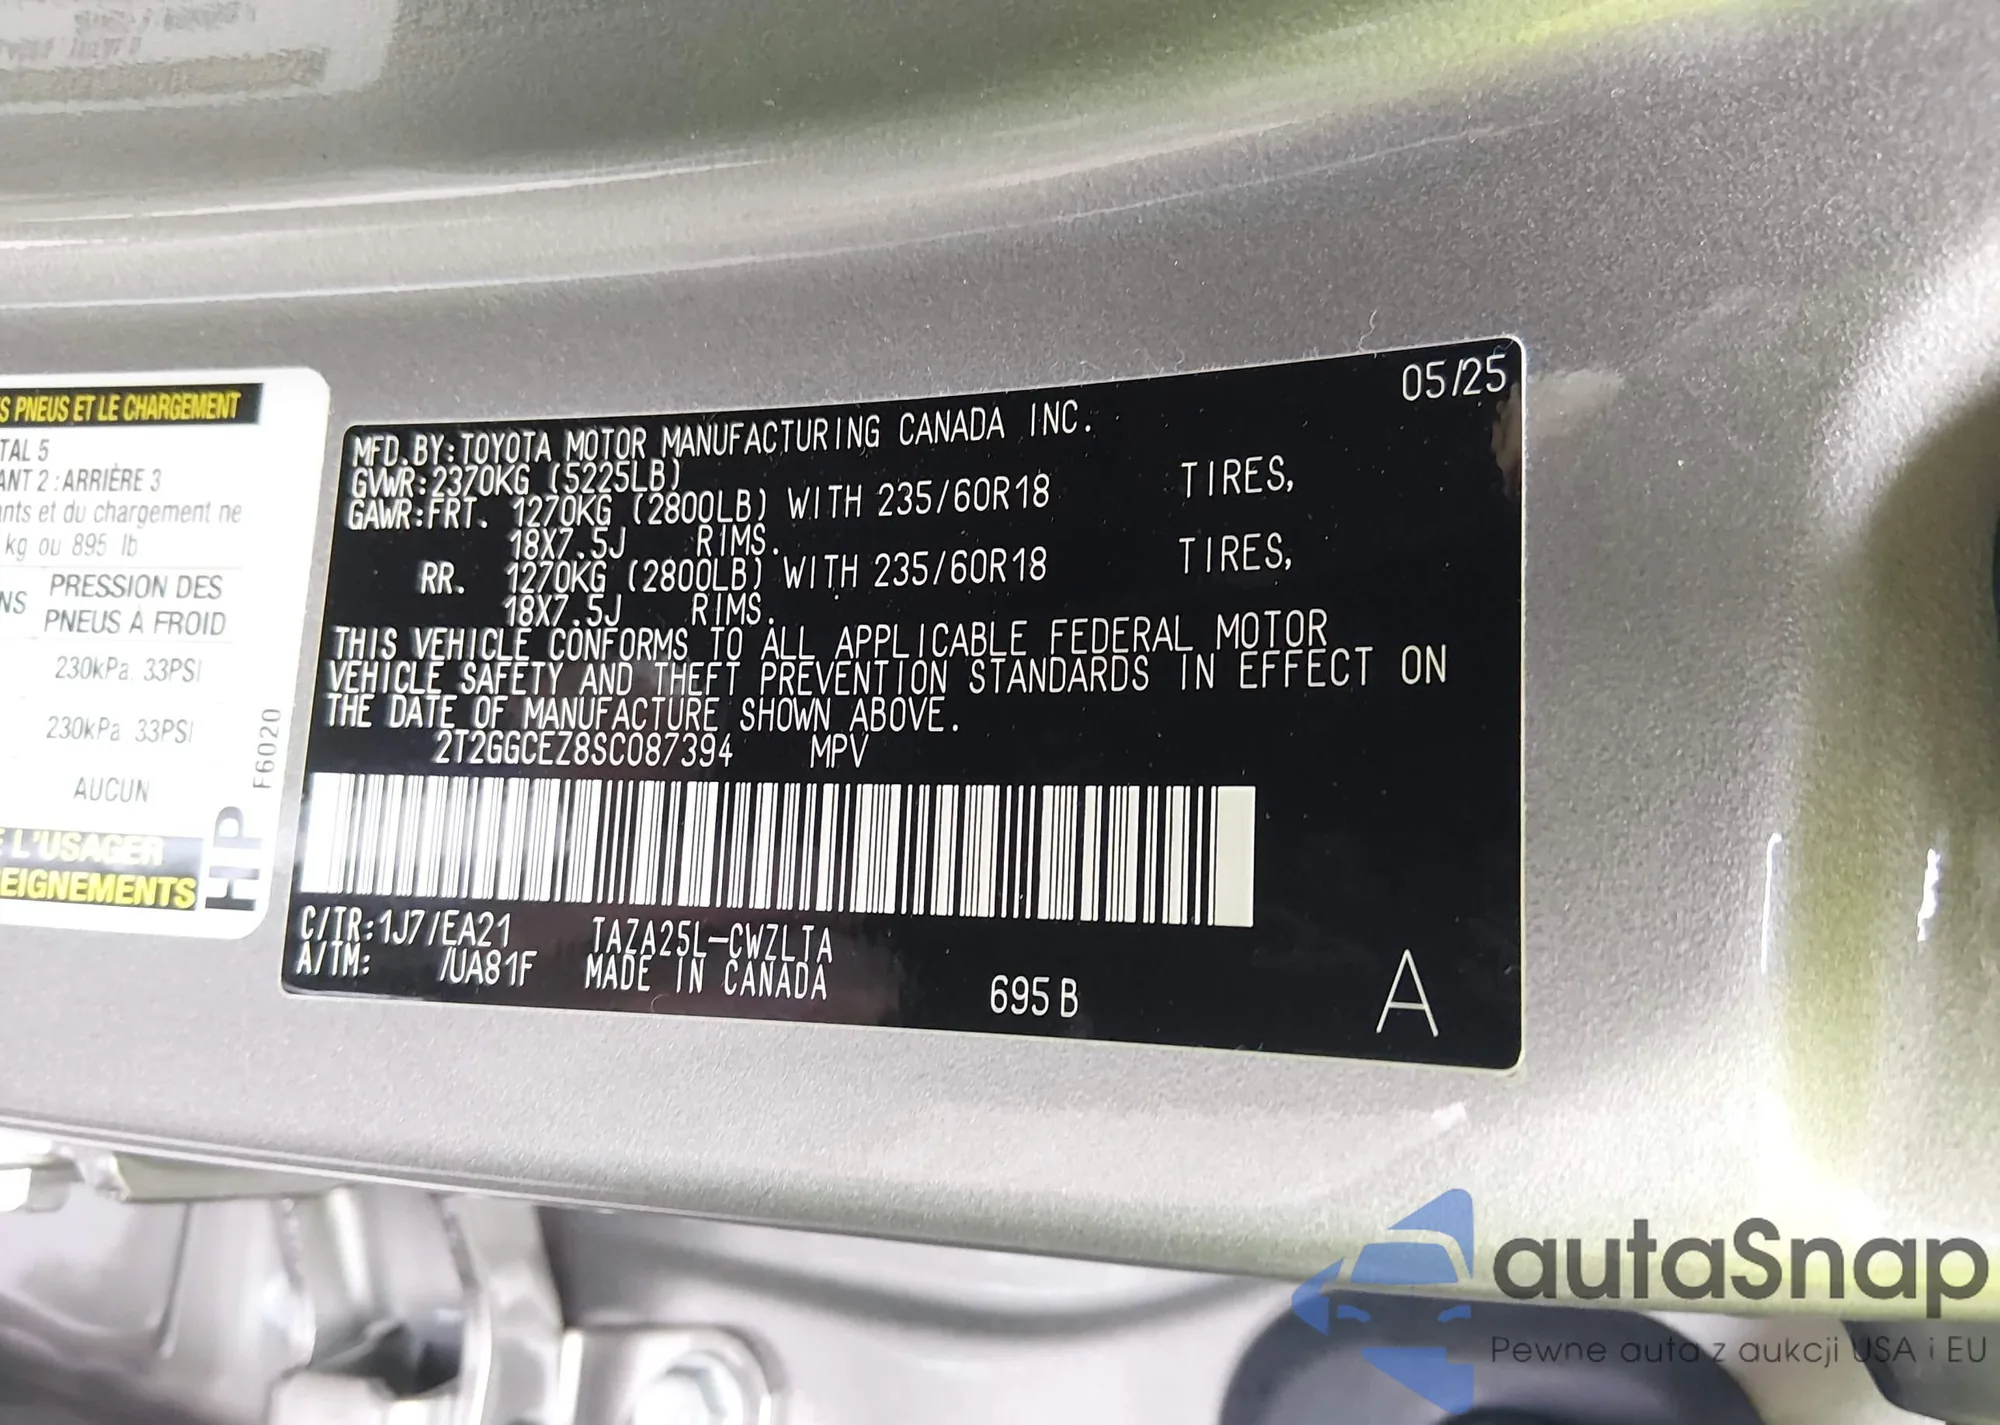 S PNEUS ET LE CHARGEMENT
TAL 5
ANT 2 : ARRIÈRE 3
nts et du chargement ne
kg ou 895 lb
NS PRESSION DES
PNEUS À FROID
230kPa, 33PSI
230kPa, 33PSI
AUCUN
E L'USAGER
EIGNEMENTS
HP
F6020
05/25
MFD.BY:TOYOTA MOTOR MANUFACTURING CANADA INC.
GVWR:2370KG (5225LB)
GAWR:FRT. 1270KG (2800LB) WITH 235/60R18 TIRES,
18X7.5J RIMS.
RR. 1270KG (2800LB) WITH 235/60R18 TIRES,
18X7.5J RIMS.
THIS VEHICLE CONFORMS TO ALL APPLICABLE FEDERAL MOTOR
VEHICLE SAFETY AND THEFT PREVENTION STANDARDS IN EFFECT ON
THE DATE OF MANUFACTURE SHOWN ABOVE.
2T2GGCEZ8SC087394 MPV
C/TR:1J7/EA21 TAZA25L-CWZLTA
A/TM: /UA81F MADE IN CANADA
695B
A
autaSnap
Pewne auta z aukcji USA i EU